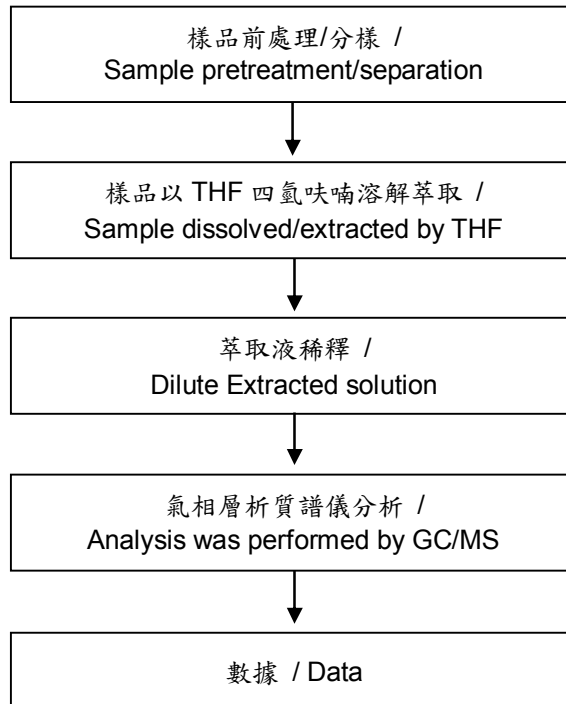 樣品前處理/分樣 /
Sample pretreatment/separation
樣品以 THF 四氫呋喃溶解萃取 /
Sample dissolved/extracted by THF
萃取液稀釋 /
Dilute Extracted solution
氣相層析質譜儀分析 /
Analysis was performed by GC/MS
數據 / Data